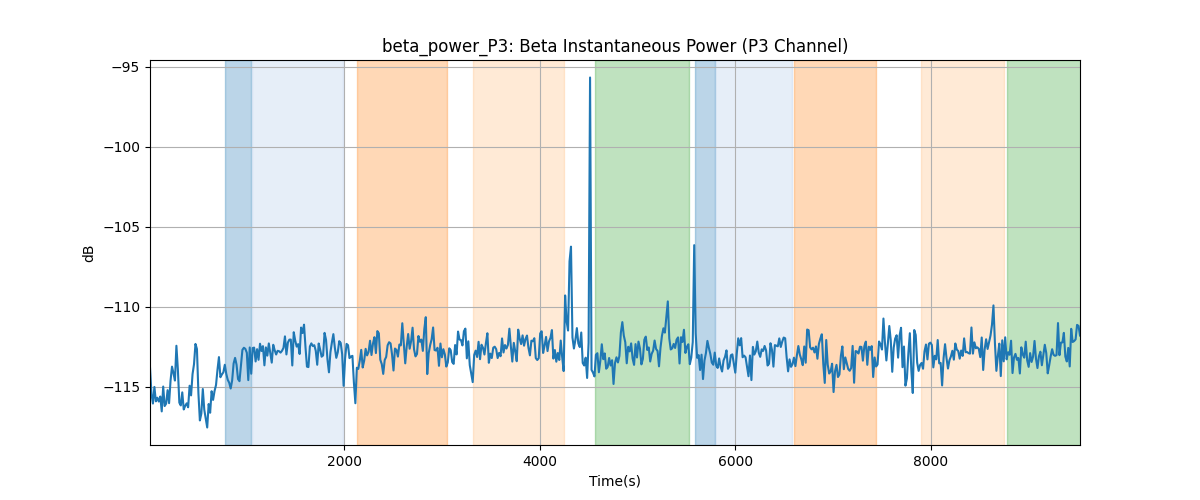 beta_power_P3: Beta Instantaneous Power (P3 Channel)
−95
−100
−105
−110
−115
dB
2000 4000 6000 8000
Time(s)